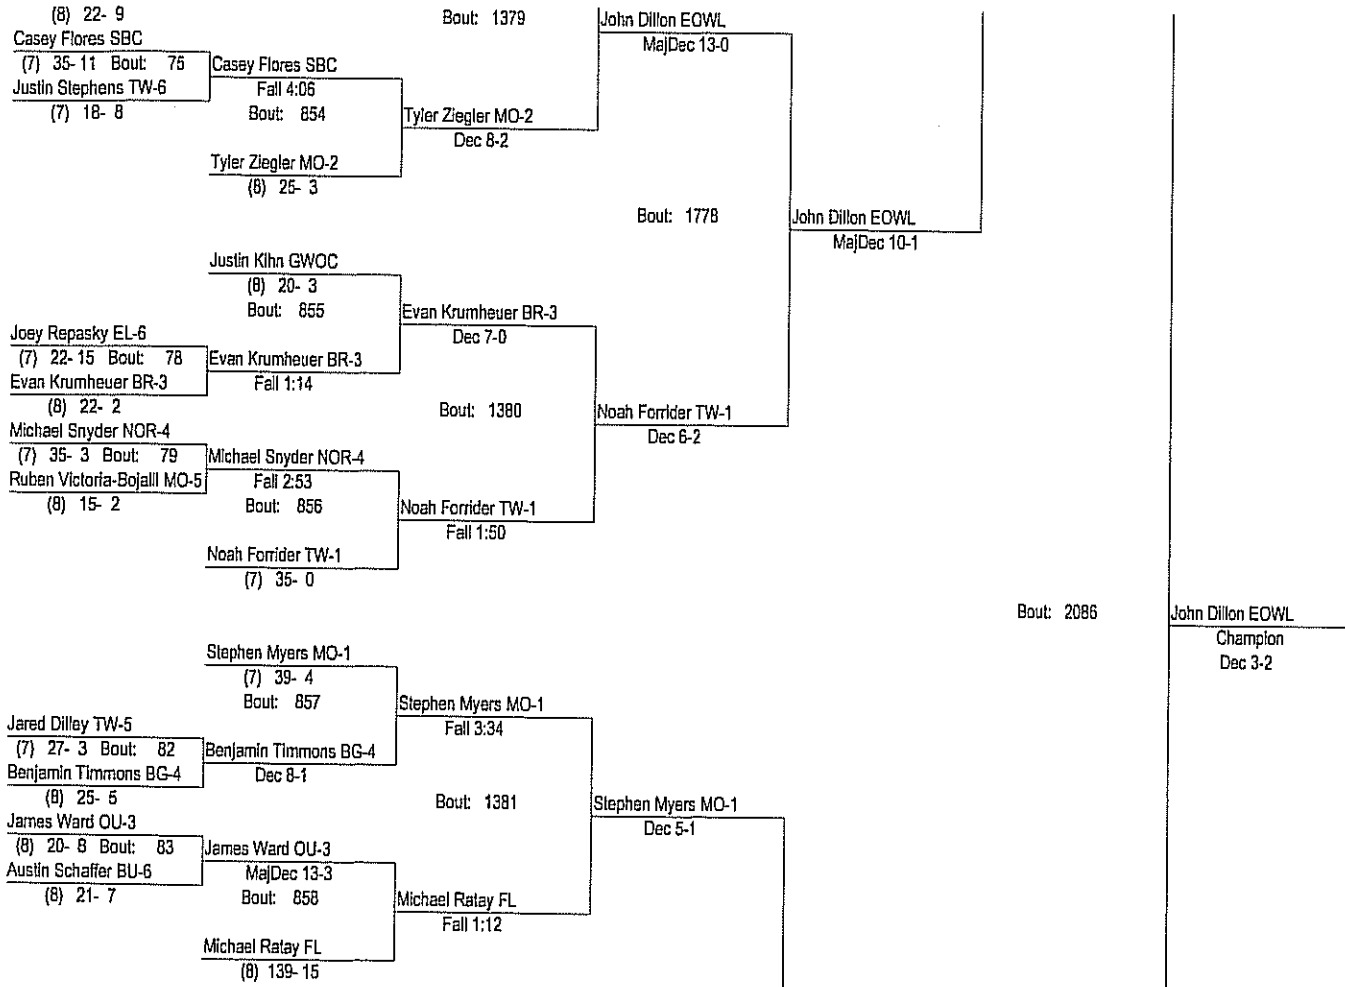 (8) 22- 9
Casey Flores SBC
(7) 35- 11 Bout: 75
Justin Stephens TW-6
(7) 18- 8
Casey Flores SBC
Fall 4:06
Bout: 854
Tyler Ziegler MO-2
(8) 26- 3
Tyler Ziegler MO-2
Dec 8-2
Bout: 1379
John Dillon EOWL
MajDec 13-0
Justin Kihn GWOC
(8) 20- 3
Bout: 855
Joey Repasky EL-6
(7) 22- 15 Bout: 78
Evan Krumheuer BR-3
(8) 22- 2
Evan Krumheuer BR-3
Fall 1:14
Evan Krumheuer BR-3
Dec 7-0
Michael Snyder NOR-4
(7) 35- 3 Bout: 79
Ruben Victoria-Bojalil MO-5
(8) 15- 2
Michael Snyder NOR-4
Fall 2:53
Bout: 856
Noah Forrider TW-1
(7) 35- 0
Noah Forrider TW-1
Fall 1:50
Bout: 1380
Noah Forrider TW-1
Dec 6-2
Bout: 1778
John Dillon EOWL
MajDec 10-1
Stephen Myers MO-1
(7) 39- 4
Bout: 857
Jared Dilley TW-5
(7) 27- 3 Bout: 82
Benjamin Timmons BG-4
(8) 25- 5
Benjamin Timmons BG-4
Dec 8-1
Stephen Myers MO-1
Fall 3:34
James Ward OU-3
(8) 20- 8 Bout: 83
Austin Schaffer BU-6
(8) 21- 7
James Ward OU-3
MajDec 13-3
Bout: 858
Michael Ratay FL
(8) 139- 15
Michael Ratay FL
Fall 1:12
Bout: 1381
Stephen Myers MO-1
Dec 5-1
Bout: 2086
John Dillon EOWL
Champion
Dec 3-2